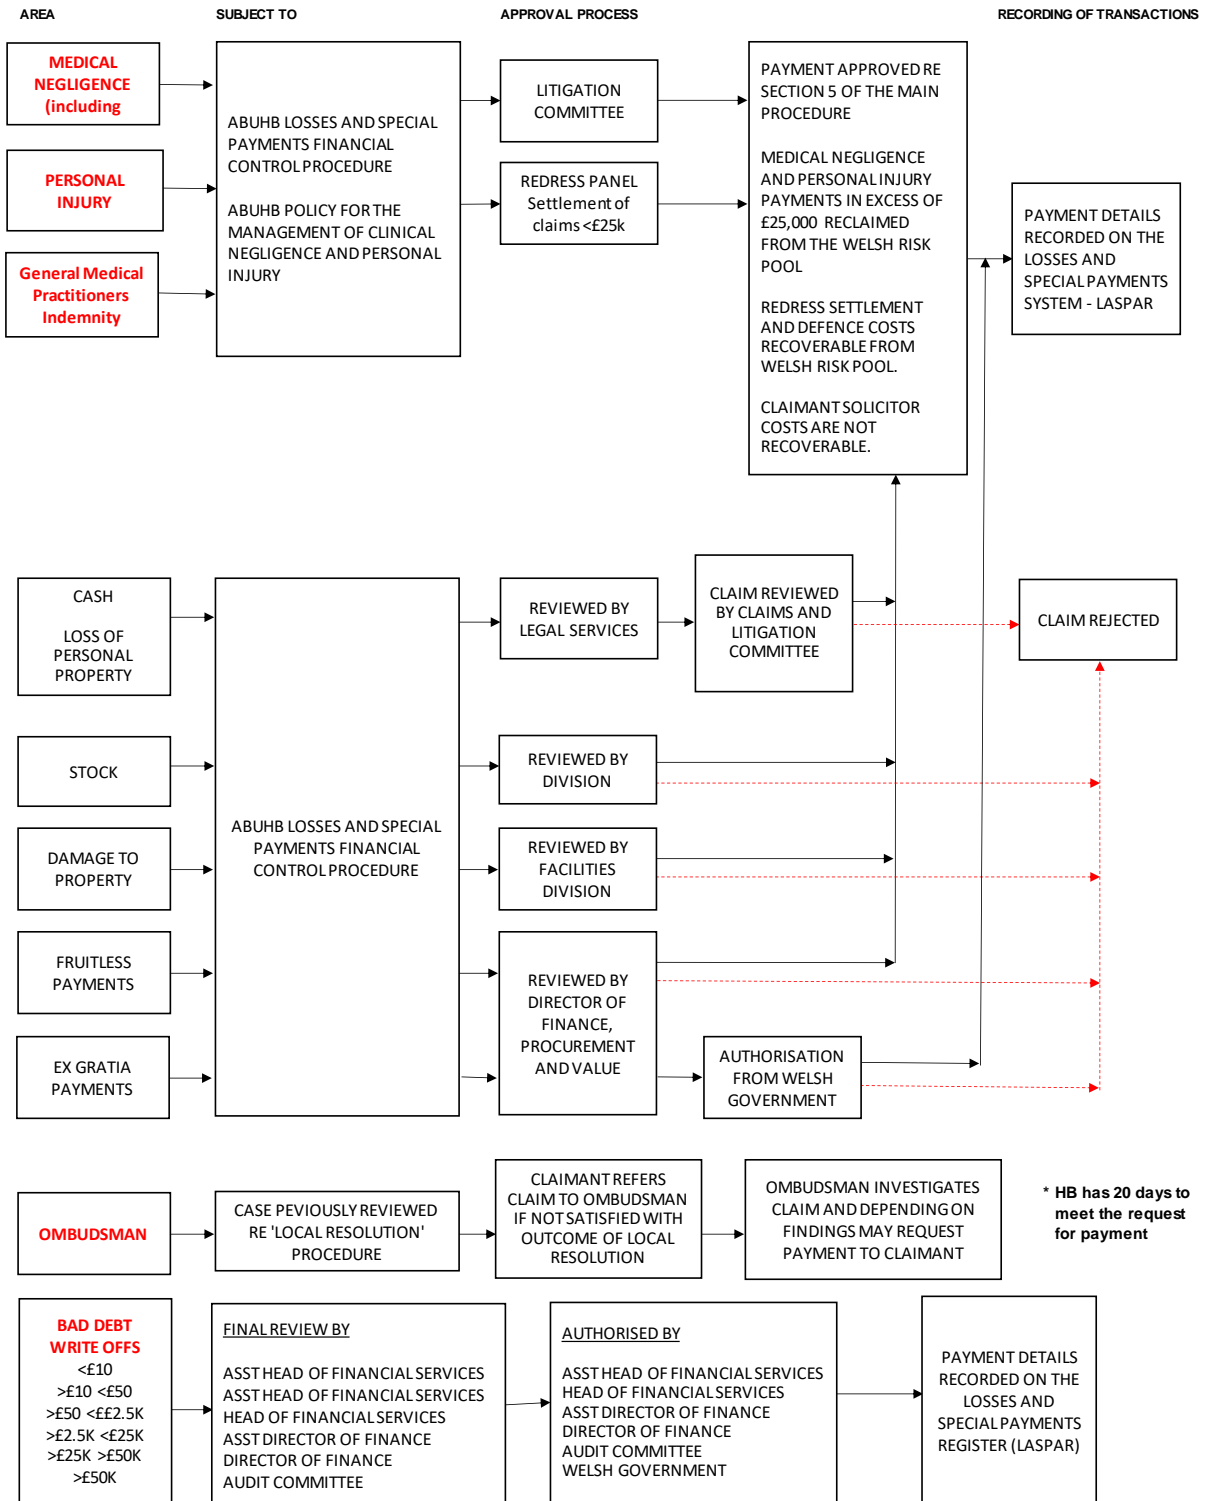 AREA
SUBJECT TO
APPROVAL PROCESS
RECORDING OF TRANSACTIONS
MEDICAL
NEGLIGENCE
(including
PERSONAL
INJURY
General Medical
Practitioners
Indemnity
ABUHB LOSSES AND SPECIAL
PAYMENTS FINANCIAL
CONTROL PROCEDURE
ABUHB POLICY FOR THE
MANAGEMENT OF CLINICAL
NEGLIGENCE AND PERSONAL
INJURY
LITIGATION
COMMITTEE
REDRESS PANEL
Settlement of
claims <£25k
PAYMENT APPROVED RE
SECTION 5 OF THE MAIN
PROCEDURE
MEDICAL NEGLIGENCE
AND PERSONAL INJURY
PAYMENTS IN EXCESS OF
£25,000 RECLAIMED
FROM THE WELSH RISK
POOL
REDRESS SETTLEMENT
AND DEFENCE COSTS
RECOVERABLE FROM
WELSH RISK POOL.
CLAIMANT SOLICITOR
COSTS ARE NOT
RECOVERABLE.
PAYMENT DETAILS
RECORDED ON THE
LOSSES AND
SPECIAL PAYMENTS
SYSTEM - LASPAR
CASH
LOSS OF
PERSONAL
PROPERTY
STOCK
DAMAGE TO
PROPERTY
FRUITLESS
PAYMENTS
EX GRATIA
PAYMENTS
ABUHB LOSSES AND SPECIAL
PAYMENTS FINANCIAL
CONTROL PROCEDURE
REVIEWED BY
LEGAL SERVICES
CLAIM REVIEWED
BY CLAIMS AND
LITIGATION
COMMITTEE
CLAIM REJECTED
REVIEWED BY
DIVISION
REVIEWED BY
FACILITIES
DIVISION
REVIEWED BY
DIRECTOR OF
FINANCE,
PROCUREMENT
AND VALUE
AUTHORISATION
FROM WELSH
GOVERNMENT
OMBUDSMAN
CASE PEVIOUSLY REVIEWED
RE 'LOCAL RESOLUTION'
PROCEDURE
CLAIMANT REFERS
CLAIM TO OMBUDSMAN
IF NOT SATISFIED WITH
OUTCOME OF LOCAL
RESOLUTION
OMBUDSMAN INVESTIGATES
CLAIM AND DEPENDING ON
FINDINGS MAY REQUEST
PAYMENT TO CLAIMANT
* HB has 20 days to
meet the request
for payment
BAD DEBT
WRITE OFFS
<£10
>£10 <£50
>£50 <££2.5K
>£2.5K <£25K
>£25K >£50K
>£50K
FINAL REVIEW BY
ASST HEAD OF FINANCIAL SERVICES
ASST HEAD OF FINANCIAL SERVICES
HEAD OF FINANCIAL SERVICES
ASST DIRECTOR OF FINANCE
DIRECTOR OF FINANCE
AUDIT COMMITTEE
AUTHORISED BY
ASST HEAD OF FINANCIAL SERVICES
HEAD OF FINANCIAL SERVICES
ASST DIRECTOR OF FINANCE
DIRECTOR OF FINANCE
AUDIT COMMITTEE
WELSH GOVERNMENT
PAYMENT DETAILS
RECORDED ON THE
LOSSES AND
SPECIAL PAYMENTS
REGISTER (LASPAR)